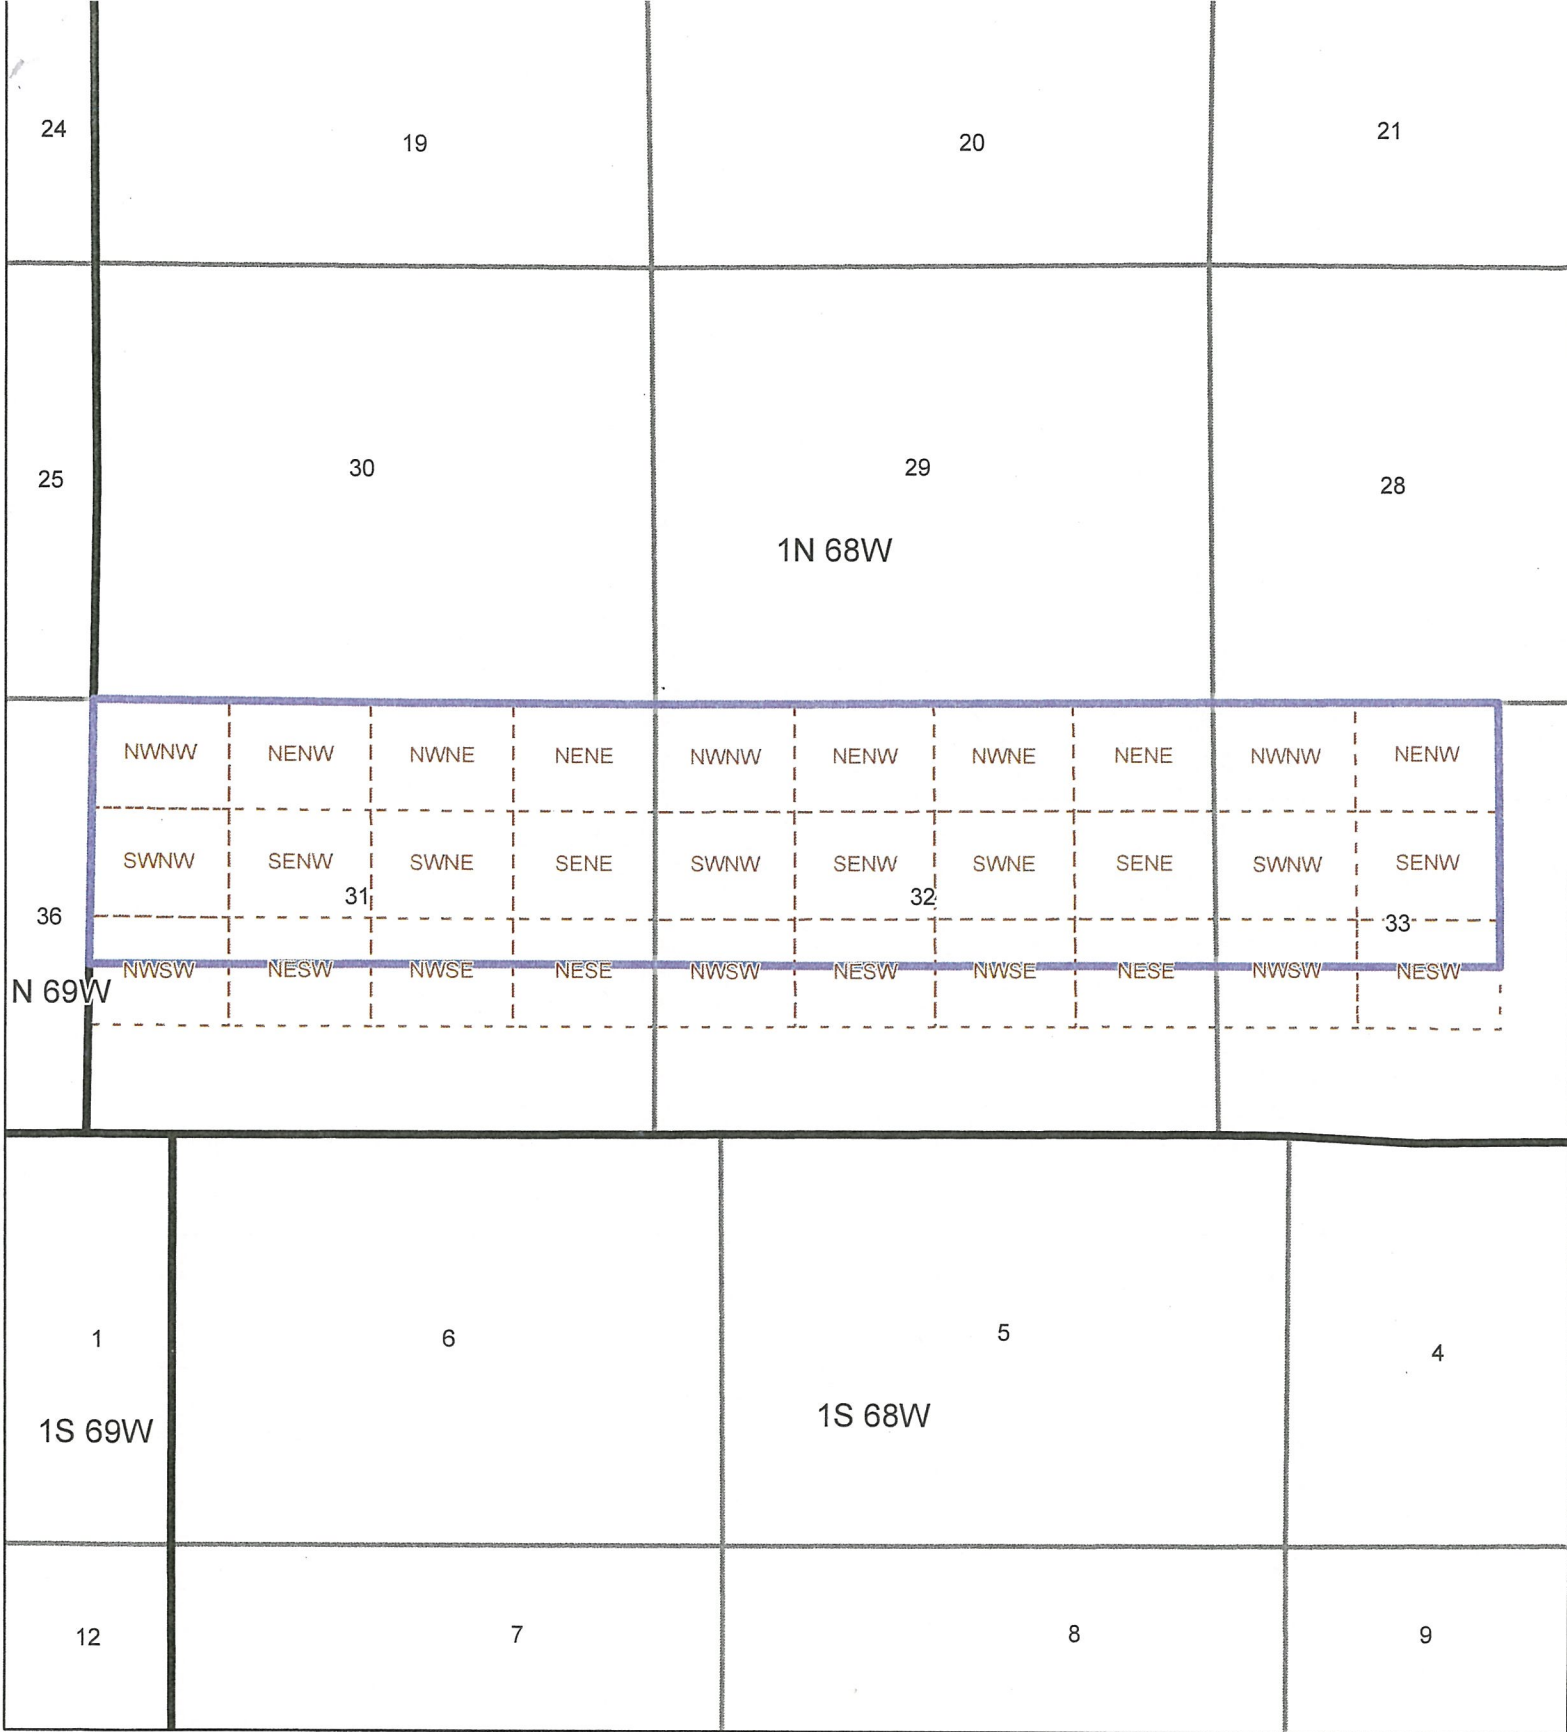 24 19 20 21
25 30 29 28
1N 68W
NWNW NENW NWNE NENE NWNW NENW NWNE NENE NWNW NENW
SWNW SENW SWNE SENE SWNW SENW SWNE SENE SWNW SENW
36 31 32 33
NWSW NESW NWSE NESE NWSW NESW NWSE NESE NWSW NESW
N 69W
1 6 5 4
1S 69W 1S 68W
12 7 8 9